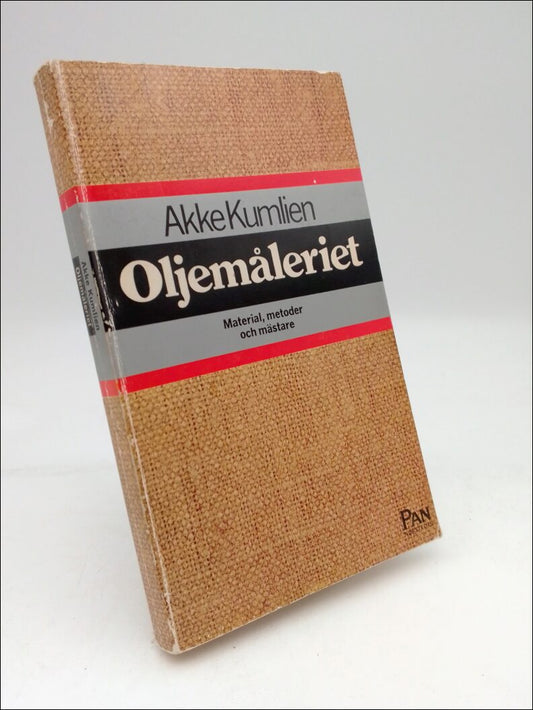 Akke Kumlien
Oljemåleriet
Material, metoder
och mästare
PAN
Akke Kumlien
Oljemåleriet